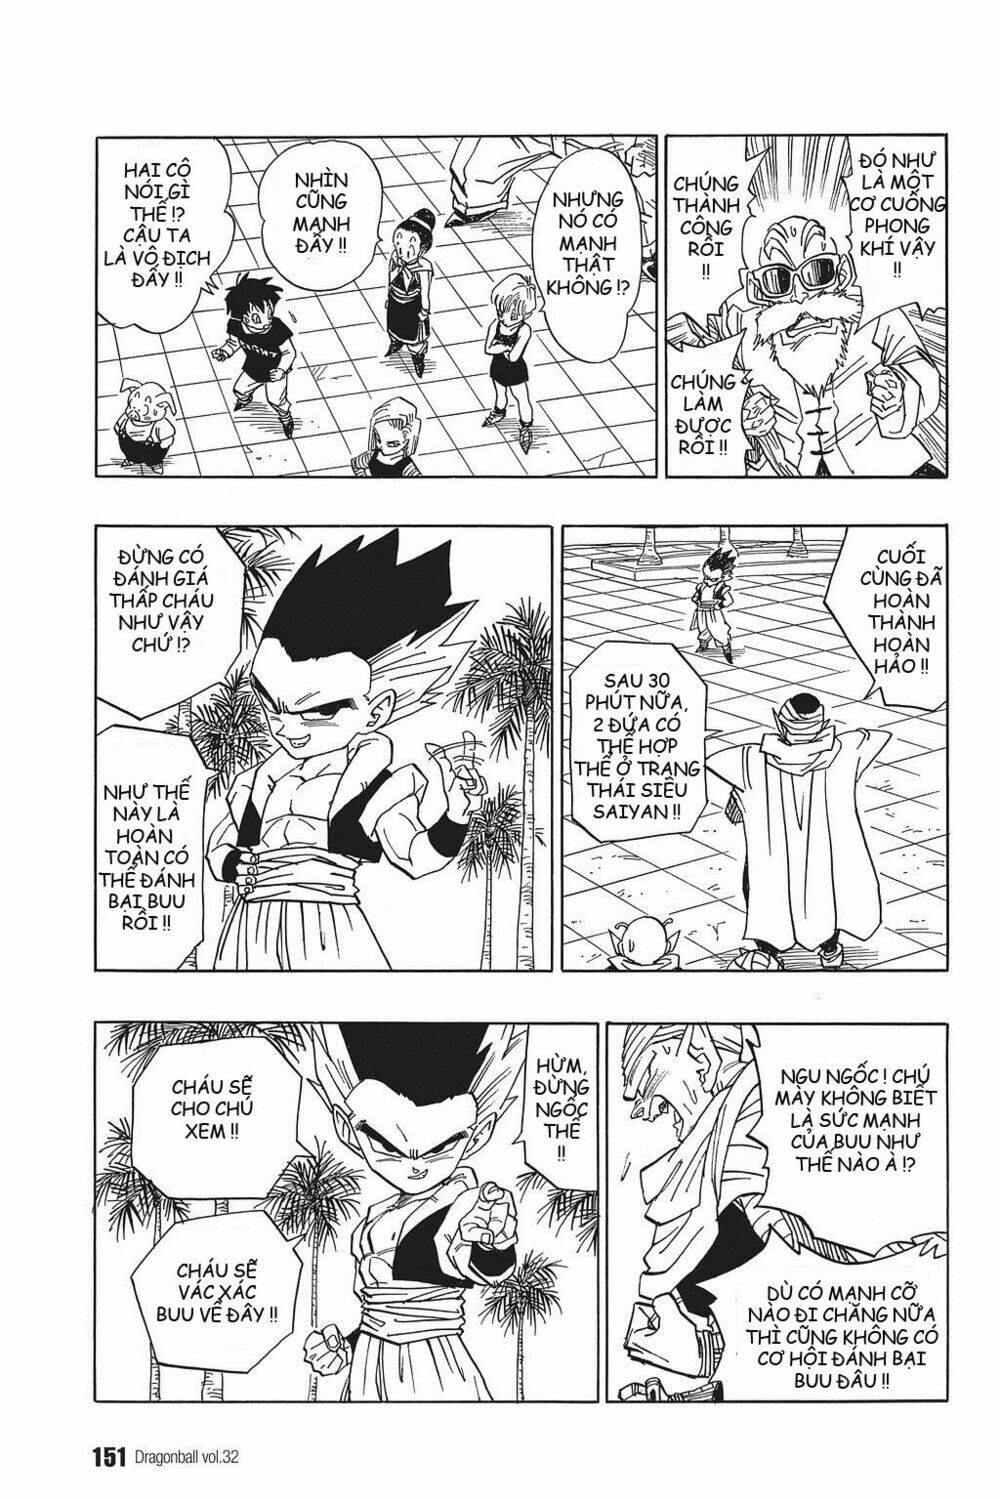 ĐÓ NHƯ
LÀ MỘT
CƠ CUỒNG
PHONG
KHÍ VẬY
!!
CHÚNG
THÀNH
CÔNG
RỒI
!!
CHÚNG
LÀM
ĐƯỢC
RỒI !!
NHƯNG
NÓ CÓ
MẠNH
THẬT
KHÔNG !?
NHÌN
CŨNG
MẠNH
ĐẤY !!
HAI CÔ
NÓI GÌ
THẾ !?
CẬU TA
LÀ VÔ ĐỊCH
ĐẤY !!
FIGHT
CUỐI
CÙNG ĐÃ
HOÀN
THÀNH
HOÀN
HẢO !!
SAU 30
PHÚT NỮA,
2 ĐỨA CÓ
THỂ HỢP
THỂ Ở TRẠNG
THÁI SIÊU
SAIYAN !!
ĐỪNG CÓ
ĐÁNH GIÁ
THẤP CHÁU
NHƯ VẬY
CHỨ !?
NHƯ THẾ
NÀY LÀ
HOÀN
TOÀN CÓ
THỂ ĐÁNH
BẠI BUU
RỒI !!
NGU NGỐC ! CHÚ
MÀY KHÔNG BIẾT
LÀ SỨC MẠNH
CỦA BUU NHƯ
THẾ NÀO À !?
DÙ CÓ MẠNH CỠ
NÀO ĐI CHĂNG NỮA
THÌ CŨNG KHÔNG CÓ
CƠ HỘI ĐÁNH BẠI
BUU ĐÂU !!
HỪM,
ĐỪNG
NGỐC
THẾ
!!
CHÁU SẼ
CHO CHÚ
XEM !!
CHÁU SẼ
VÁC XÁC
BUU VỀ ĐÂY !!
151 Dragonball vol.32